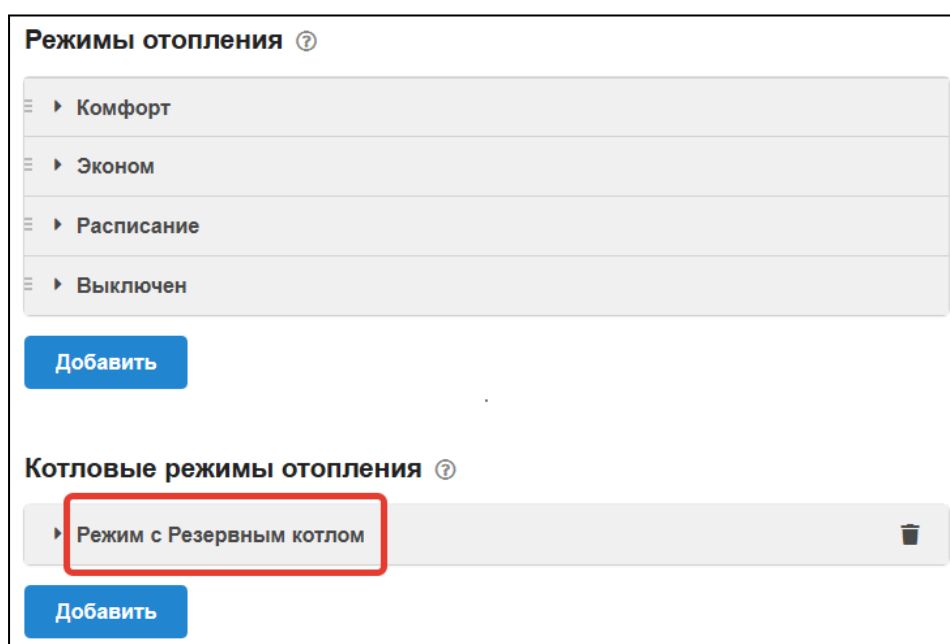 Режимы отопления ?
Комфорт
Эконом
Расписание
Выключен
Добавить
.
Котловые режимы отопления ?
Режим с Резервным котлом
Добавить